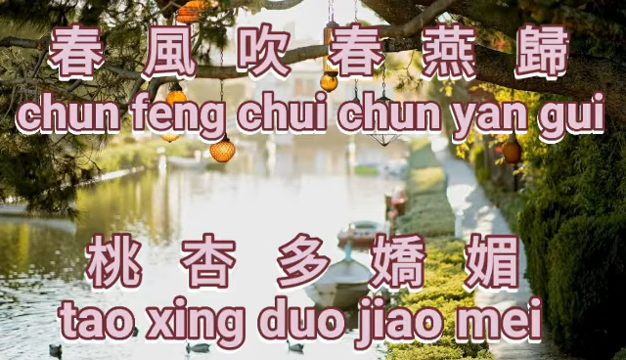 春 風 吹 春 燕 歸
chun feng chui chun yan gui
桃 杏 多 嬌 媚
tao xing duo jiao mei